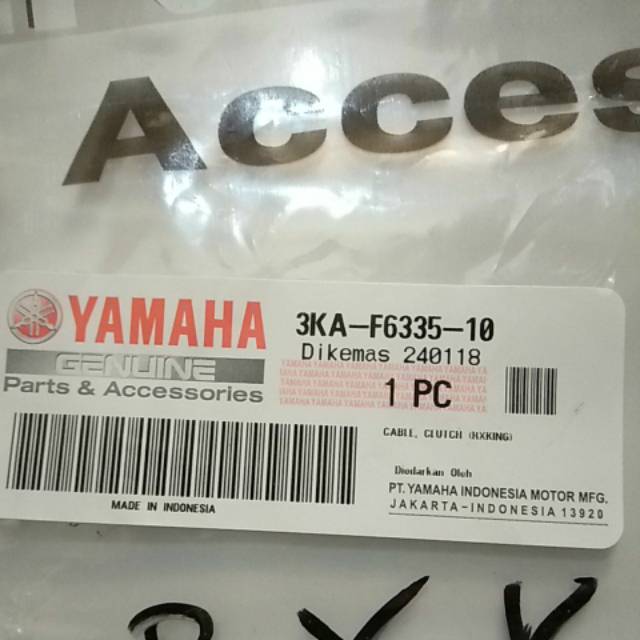 Acces
YAMAHA
GENUINE
Parts & Accessories
3KA-F6335-10
Dikemas 240118
1 PC
CABLE, CLUTCH (RXKING)
Diedarkan Oleh
PT. YAMAHA INDONESIA MOTOR MFG.
JAKARTA-INDONESIA 13920
MADE IN INDONESIA